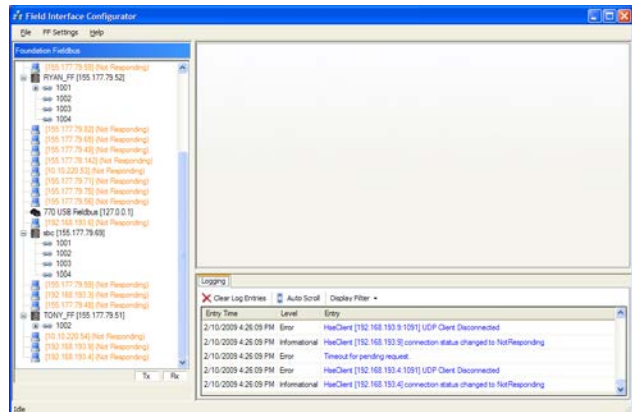 Field Interface Configurator
File FF Settings Help
Foundation Fieldbus
[155.177.79.59] (Not Responding)
RYAN_FF [155.177.79.52]
1001
1002
1003
1004
[155.177.79.82] (Not Responding)
[155.177.79.65] (Not Responding)
[155.177.79.49] (Not Responding)
[155.177.78.142] (Not Responding)
[10.10.220.53] (Not Responding)
[155.177.79.71] (Not Responding)
[155.177.79.75] (Not Responding)
[155.177.79.56] (Not Responding)
770 USB Fieldbus [127.0.0.1]
[192.168.193.6] (Not Responding)
abc [155.177.79.69]
1001
1002
1003
1004
[155.177.79.59] (Not Responding)
[192.168.193.3] (Not Responding)
[155.177.79.48] (Not Responding)
TONY_FF [155.177.79.51]
1002
[10.10.220.54] (Not Responding)
[192.168.193.9] (Not Responding)
[192.168.193.4] (Not Responding)
Tx Rx
Logging
Clear Log Entries Auto Scroll Display Filter
Entry Time Level Entry
2/10/2009 4:26:09 PM Error HseClient [192.168.193.9:1091] UDP Client Disconnected
2/10/2009 4:26:09 PM Informational HseClient [192.168.193.9] connection status changed to NotResponding
2/10/2009 4:26:09 PM Error Timeout for pending request.
2/10/2009 4:26:09 PM Error HseClient [192.168.193.4:1091] UDP Client Disconnected
2/10/2009 4:26:09 PM Informational HseClient [192.168.193.4] connection status changed to NotResponding
Idle